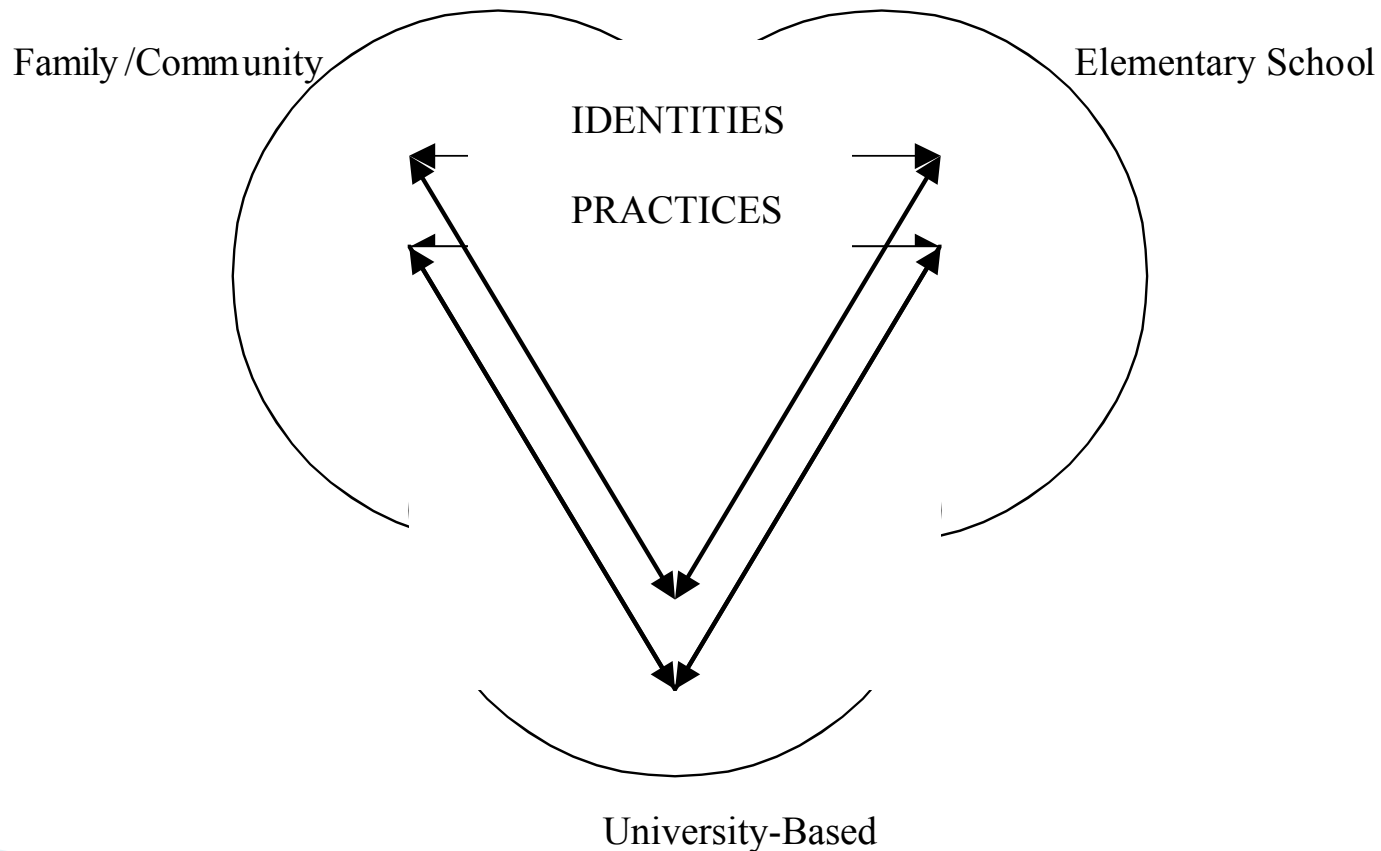 Family/Community
Elementary School
IDENTITIES
PRACTICES
University-Based